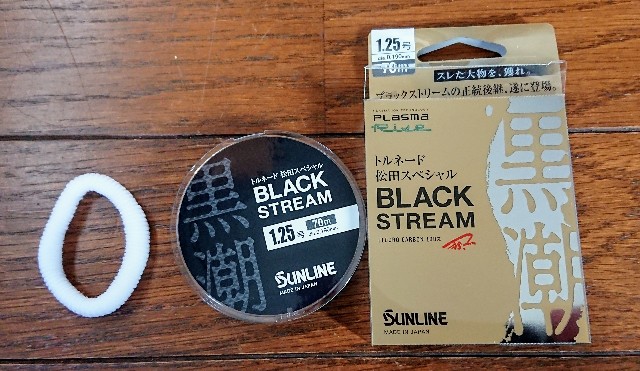 黒潮
トルネード 松田スペシャル
BLACK
STREAM
70m
1.25号
SUNLINE
MADE IN JAPAN
1.25号
70m
スレた大物を、獲れ。
ブラックストリームの正統後継、遂に登場。
PLASMA
Rise
トルネード
松田スペシャル
BLACK
STREAM
黒潮
SUNLINE
MADE IN JAPAN